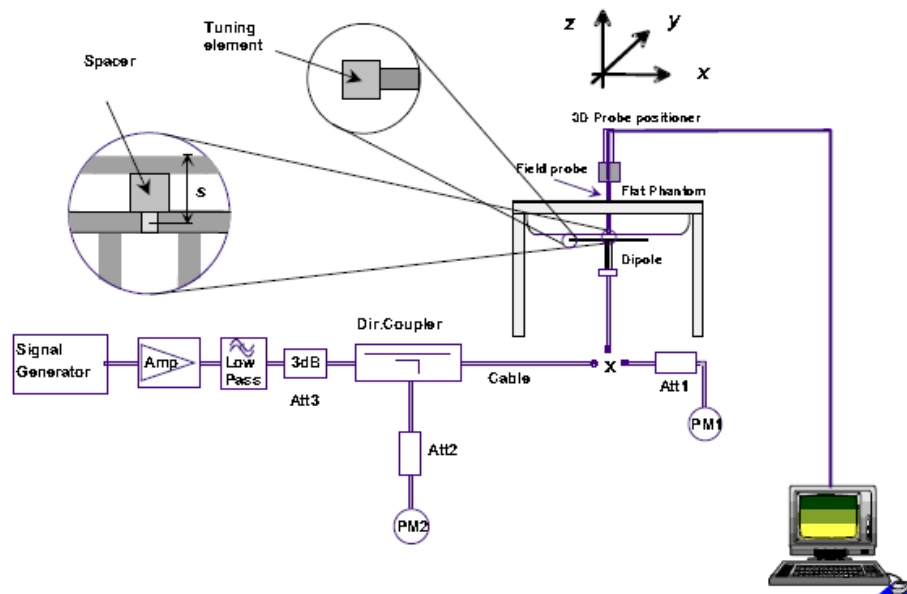 Tuning
element
Spacer
s
z
y
x
3D Probe positioner
Field probe
Flat Phantom
Dipole
Dir.Coupler
Signal
Generator
Amp
Low
Pass
3dB
Att3
Cable
x
Att1
PM1
Att2
PM2